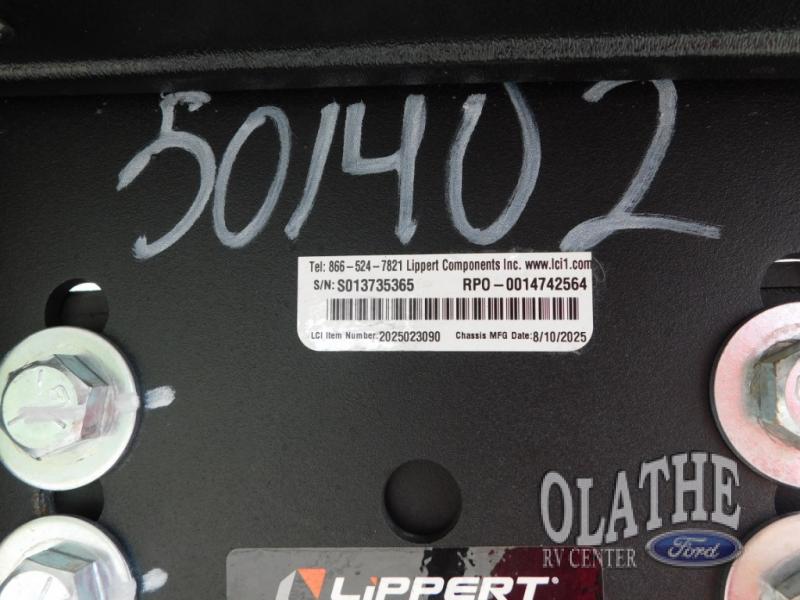 501402
Tel: 866-524-7821 Lippert Components Inc. www.lci1.com
S/N: S013735365 RPO-0014742564
LCI Item Number: 2025023090 Chassis MFG Date: 8/10/2025
OLATHE
RV CENTER Ford
LiPPERT®